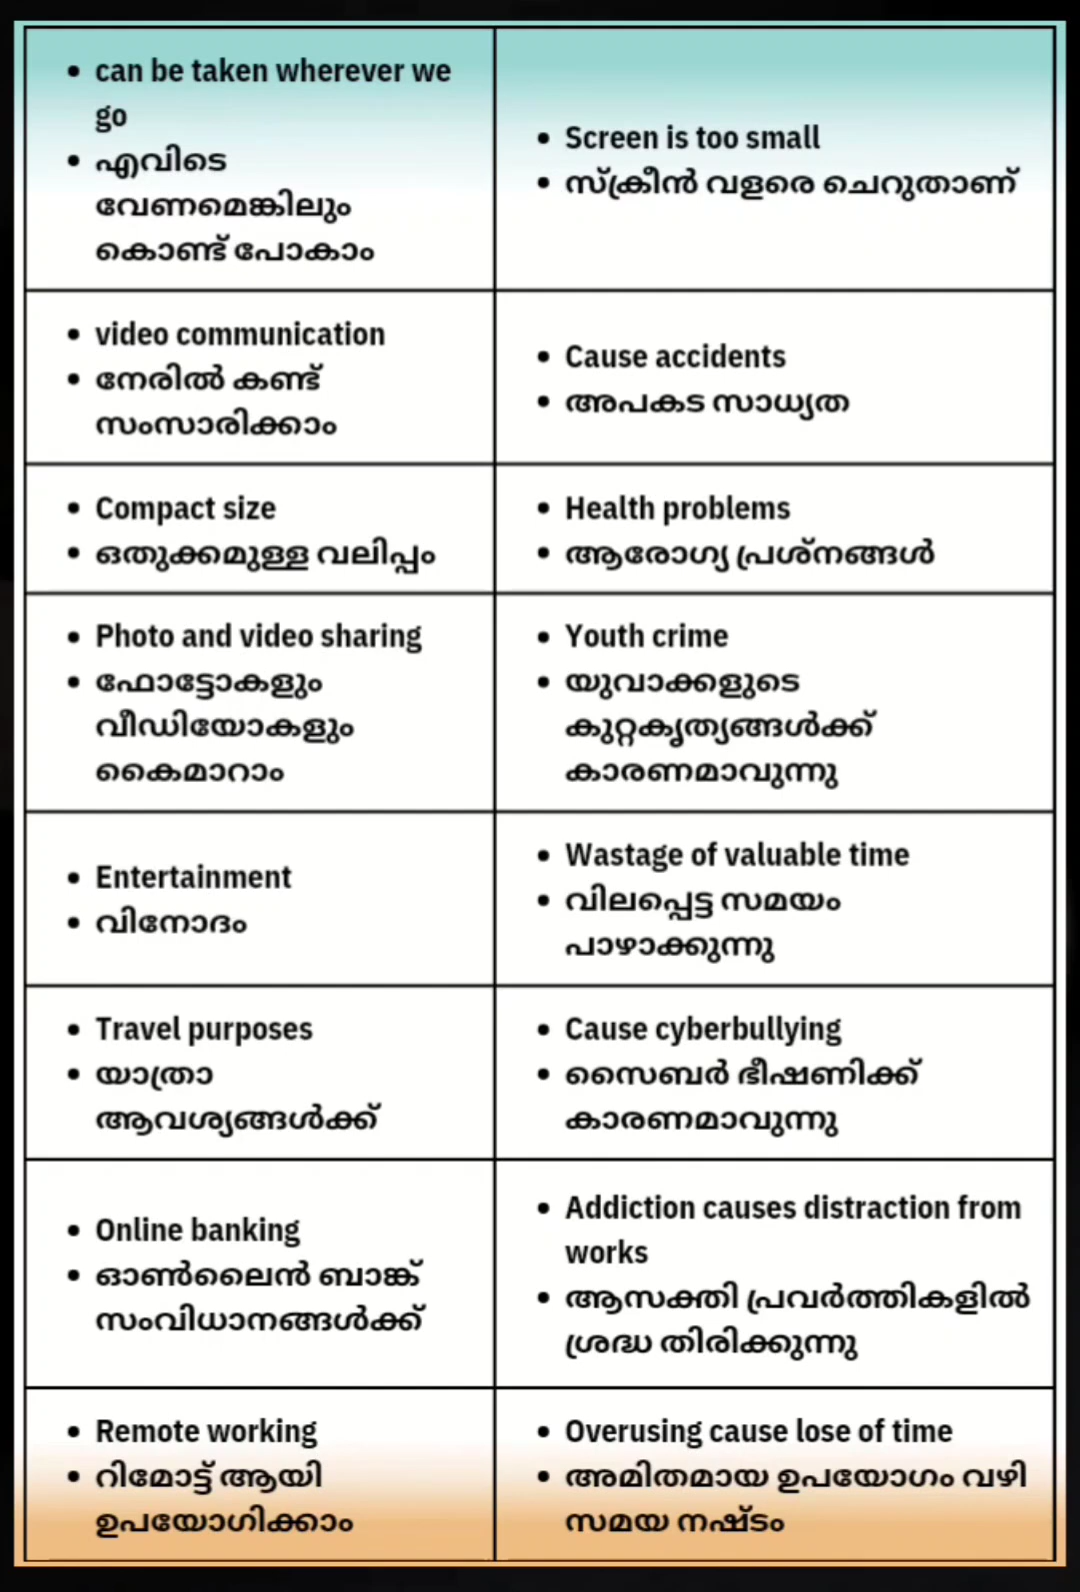 • can be taken wherever we
go
• എവിടെ
വേണമെങ്കിലും
കൊണ്ട് പോകാം
• Screen is too small
• സ്ക്രീൻ വളരെ ചെറുതാണ്
• video communication
• നേരിൽ കണ്ട്
സംസാരിക്കാം
• Cause accidents
• അപകട സാധ്യത
• Compact size
• ഒതുക്കമുള്ള വലിപ്പം
• Health problems
• ആരോഗ്യ പ്രശ്നങ്ങൾ
• Photo and video sharing
• ഫോട്ടോകളും
വീഡിയോകളും
കൈമാറാം
• Youth crime
• യുവാക്കളുടെ
കുറ്റകൃത്യങ്ങൾക്ക്
കാരണമാവുന്നു
• Entertainment
• വിനോദം
• Wastage of valuable time
• വിലപ്പെട്ട സമയം
പാഴാക്കുന്നു
• Travel purposes
• യാത്രാ
ആവശ്യങ്ങൾക്ക്
• Cause cyberbullying
• സൈബർ ഭീഷണിക്ക്
കാരണമാവുന്നു
• Online banking
• ഓൺലൈൻ ബാങ്ക്
സംവിധാനങ്ങൾക്ക്
• Addiction causes distraction from
works
• ആസക്തി പ്രവർത്തികളിൽ
ശ്രദ്ധ തിരിക്കുന്നു
• Remote working
• റിമോട്ട് ആയി
ഉപയോഗിക്കാം
• Overusing cause lose of time
• അമിതമായ ഉപയോഗം വഴി
സമയ നഷ്ടം